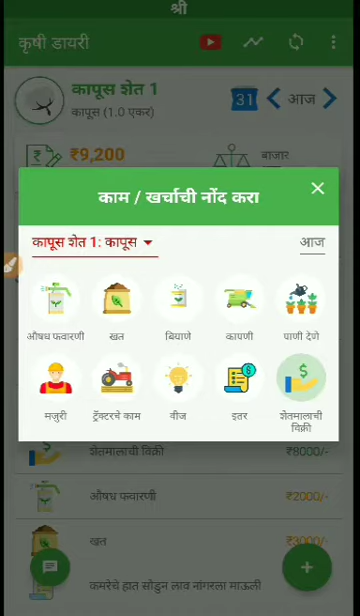 श्री
कृषी डायरी
कापूस शेत 1
कापूस (1.0 एकर)
31
आज
₹9,200
बाजार
काम / खर्चाची नोंद करा
कापूस शेत 1: कापूस
आज
औषध फवारणी
खत
बियाणे
कापणी
पाणी देणे
मजुरी
ट्रॅक्टरचे काम
वीज
इतर
शेतमालाची विक्री
शेतमालाची विक्री
₹8000/-
औषध फवारणी
₹2000/-
खत
₹3000/-
कमरेचे हात सोडुन लाव नांगरला माऊली